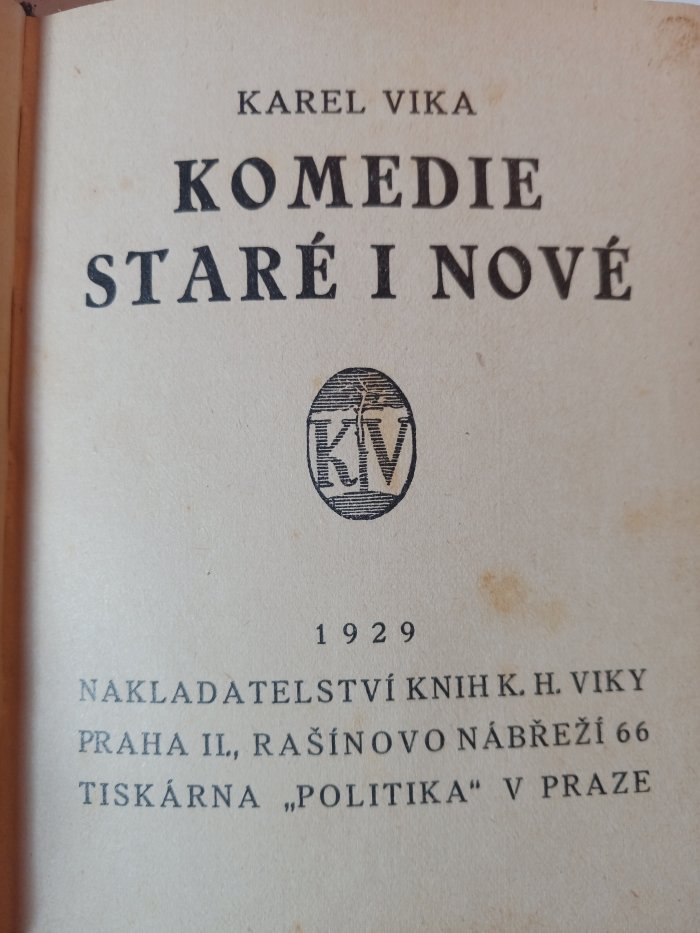 KAREL VIKA
KOMEDIE
STARÉ I NOVÉ
KV
1929
NAKLADATELSTVÍ KNIH K. H. VIKY
PRAHA II., RAŠÍNOVO NÁBŘEŽÍ 66
TISKÁRNA „POLITIKA“ V PRAZE